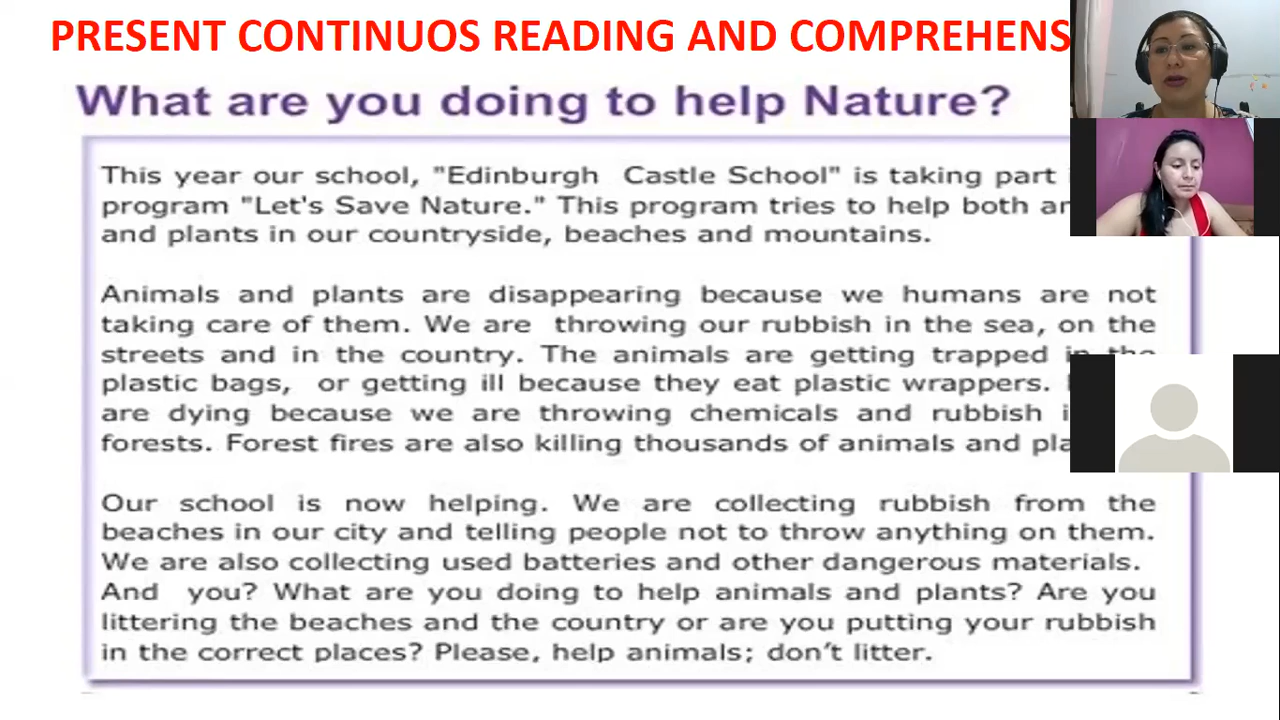 PRESENT CONTINUOS READING AND COMPREHENS
What are you doing to help Nature?
This year our school, "Edinburgh Castle School" is taking part
program "Let's Save Nature." This program tries to help both
and plants in our countryside, beaches and mountains.
Animals and plants are disappearing because we humans are not
taking care of them. We are throwing our rubbish in the sea, on the
streets and in the country. The animals are getting trapped in the
plastic bags, or getting ill because they eat plastic wrappers.
are dying because we are throwing chemicals and rubbish
forests. Forest fires are also killing thousands of animals and
Our school is now helping. We are collecting rubbish from the
beaches in our city and telling people not to throw anything on them.
We are also collecting used batteries and other dangerous materials.
And you? What are you doing to help animals and plants? Are you
littering the beaches and the country or are you putting your rubbish
in the correct places? Please, help animals; don't litter.